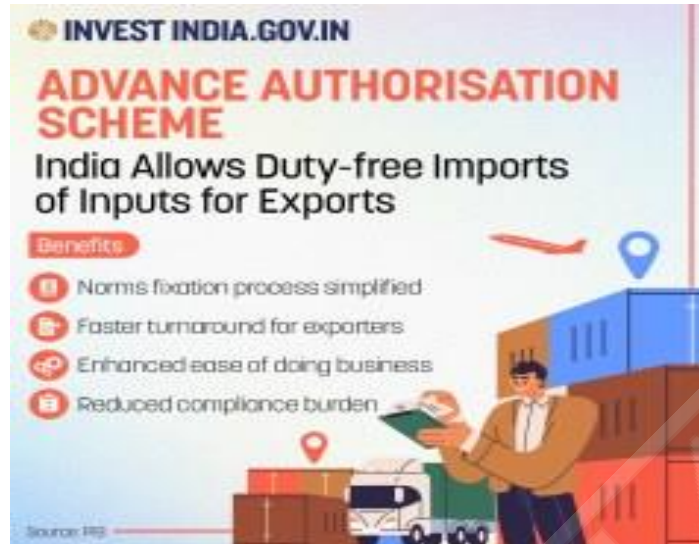 INVEST INDIA.GOV.IN
ADVANCE AUTHORISATION
SCHEME
India Allows Duty-free Imports
of Inputs for Exports
Benefits
Norms fixation process simplified
Faster turnaround for exporters
Enhanced ease of doing business
Reduced compliance burden
Source: PIB